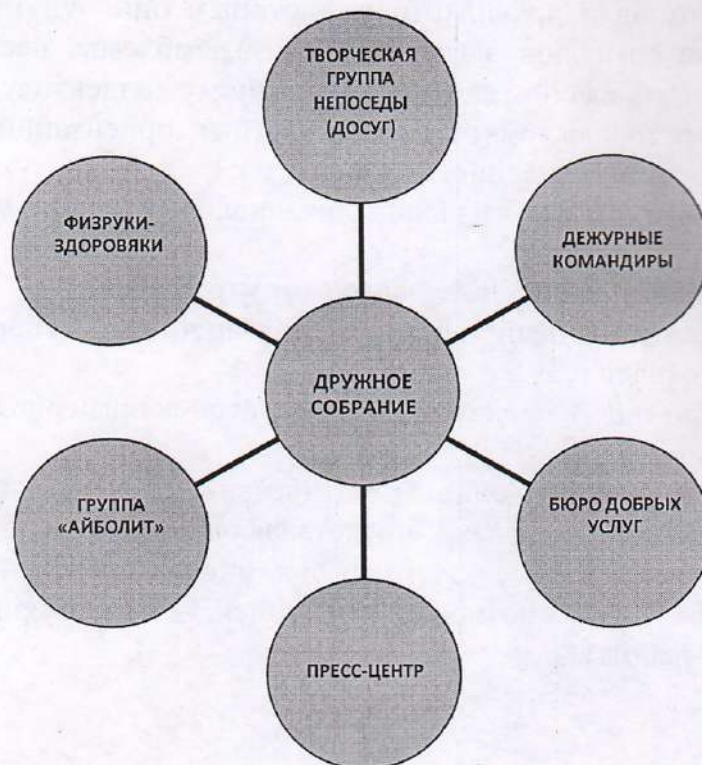 ТВОРЧЕСКАЯ
ГРУППА
НЕПОСЕДЫ
(ДОСУГ)
ФИЗРУКИ-
ЗДОРОВЯКИ
ДЕЖУРНЫЕ
КОМАНДИРЫ
ДРУЖНОЕ
СОБРАНИЕ
ГРУППА
«АЙБОЛИТ»
БЮРО ДОБРЫХ
УСЛУГ
ПРЕСС-ЦЕНТР